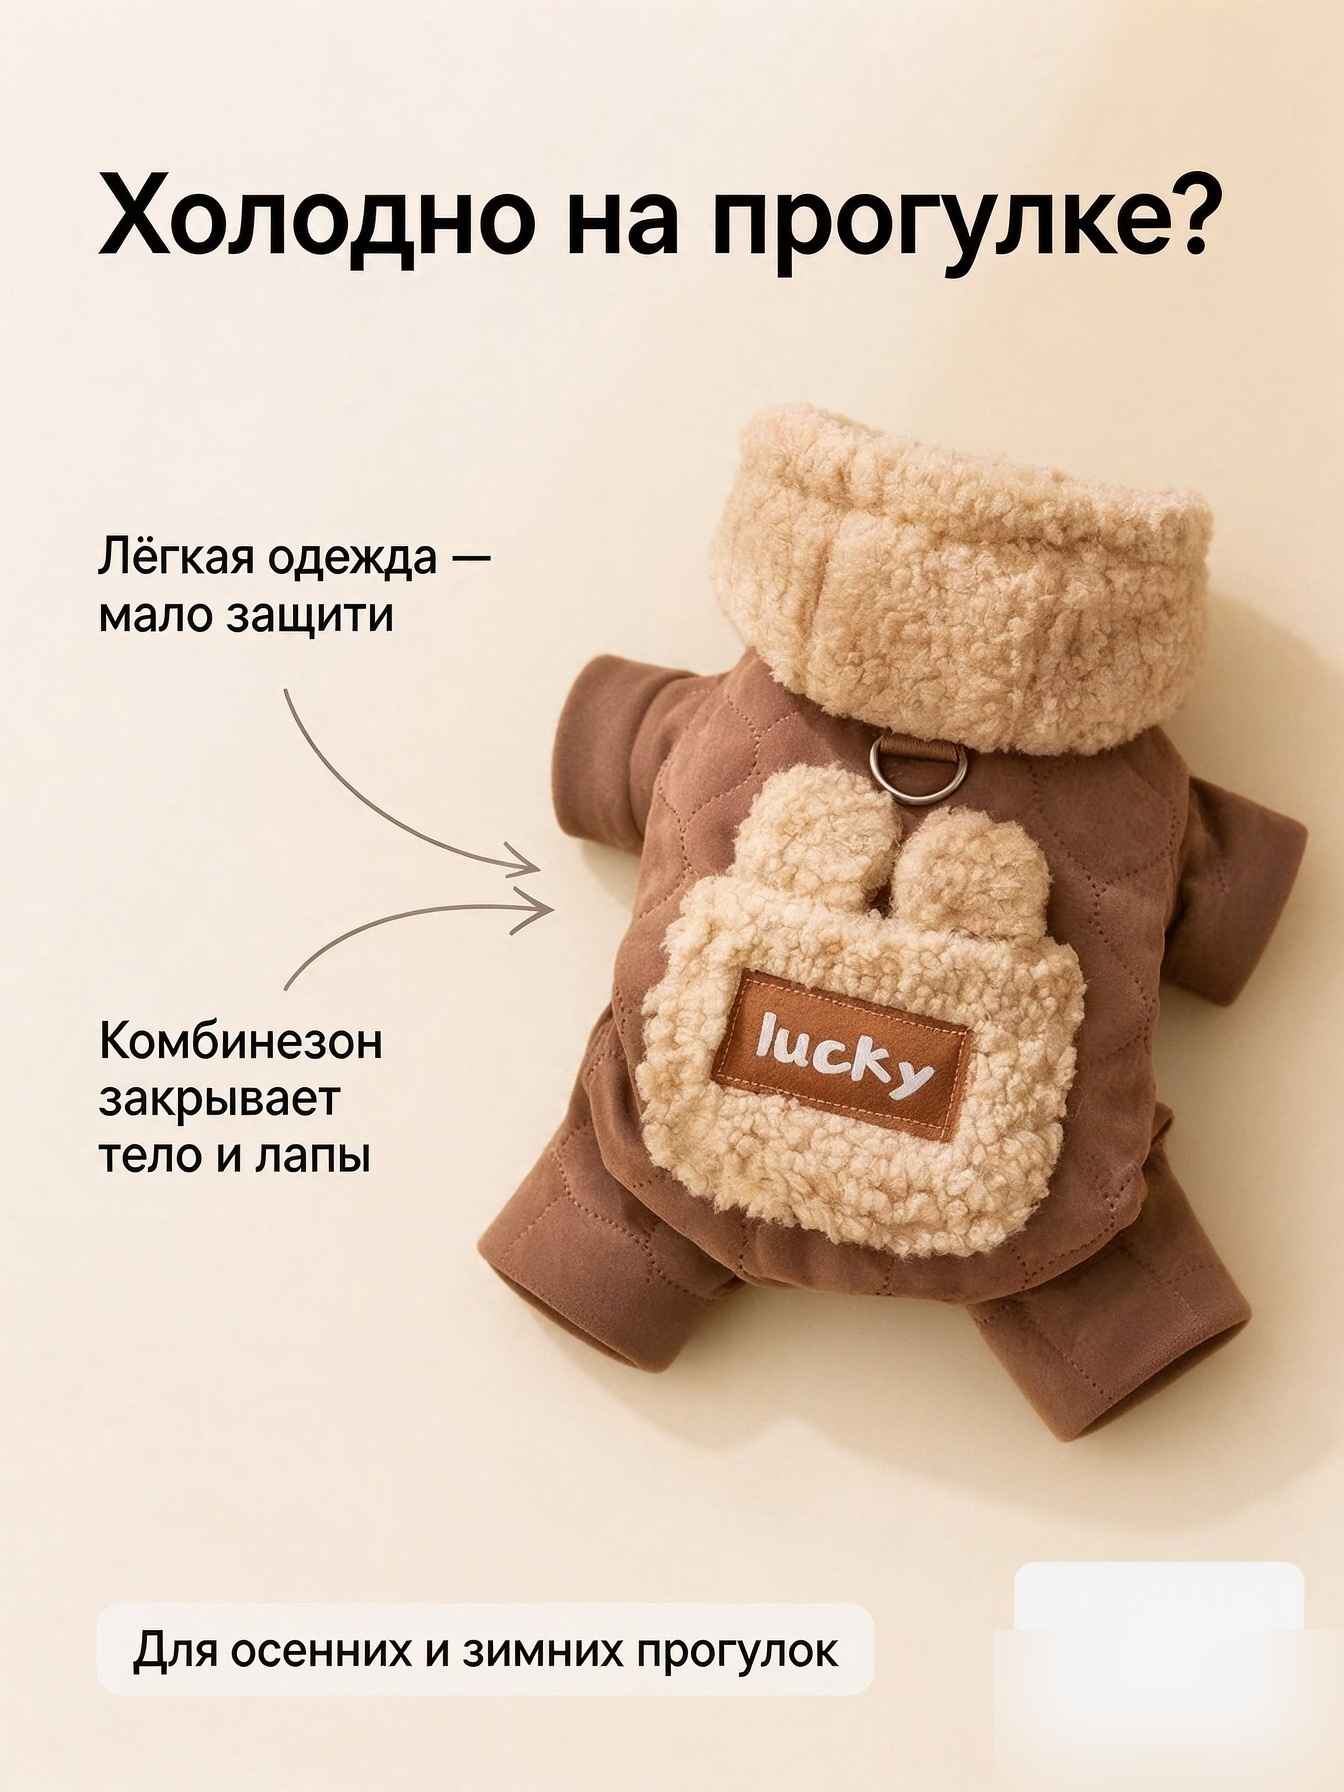 Холодно на прогулке?
Лёгкая одежда —
мало защити
Комбинезон
закрывает
тело и лапы
lucky
Для осенних и зимних прогулок